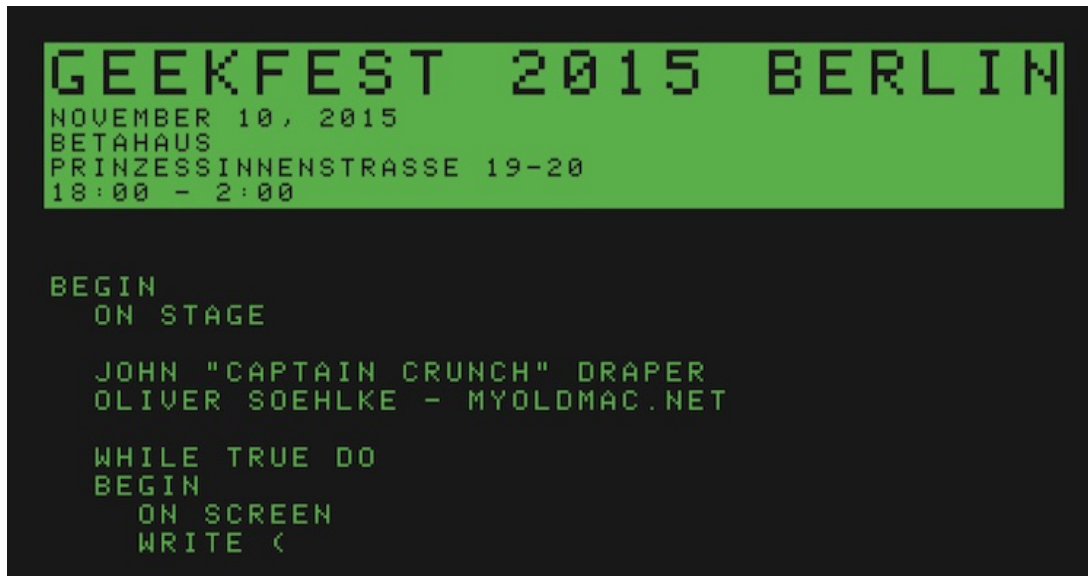 GEEKFEST 2015 BERLIN
NOVEMBER 10, 2015
BETAHAUS
PRINZESSINNENSTRASSE 19-20
18:00 - 2:00
BEGIN
ON STAGE
JOHN "CAPTAIN CRUNCH" DRAPER
OLIVER SOEHLKE - MYOLDMAC.NET
WHILE TRUE DO
BEGIN
ON SCREEN
WRITE (